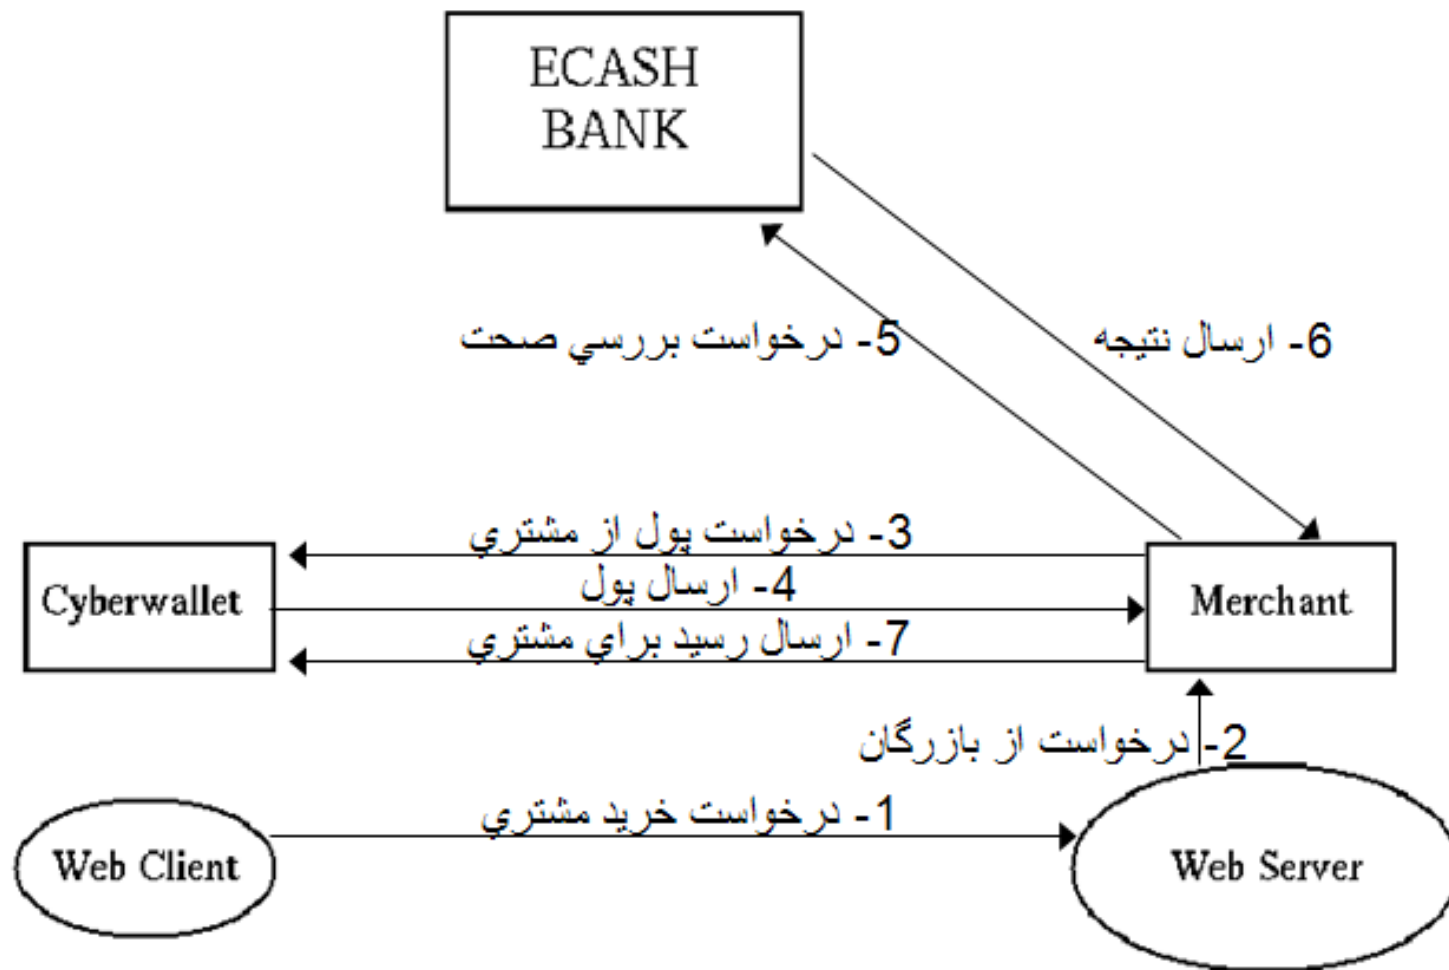 ECASH
BANK
5- درخواست بررسي صحت
6- ارسال نتيجه
3- درخواست پول از مشتري
Cyberwallet
4- ارسال پول
Merchant
7- ارسال رسيد براي مشتري
2- درخواست از بازرگان
1- درخواست خريد مشتري
Web Client
Web Server